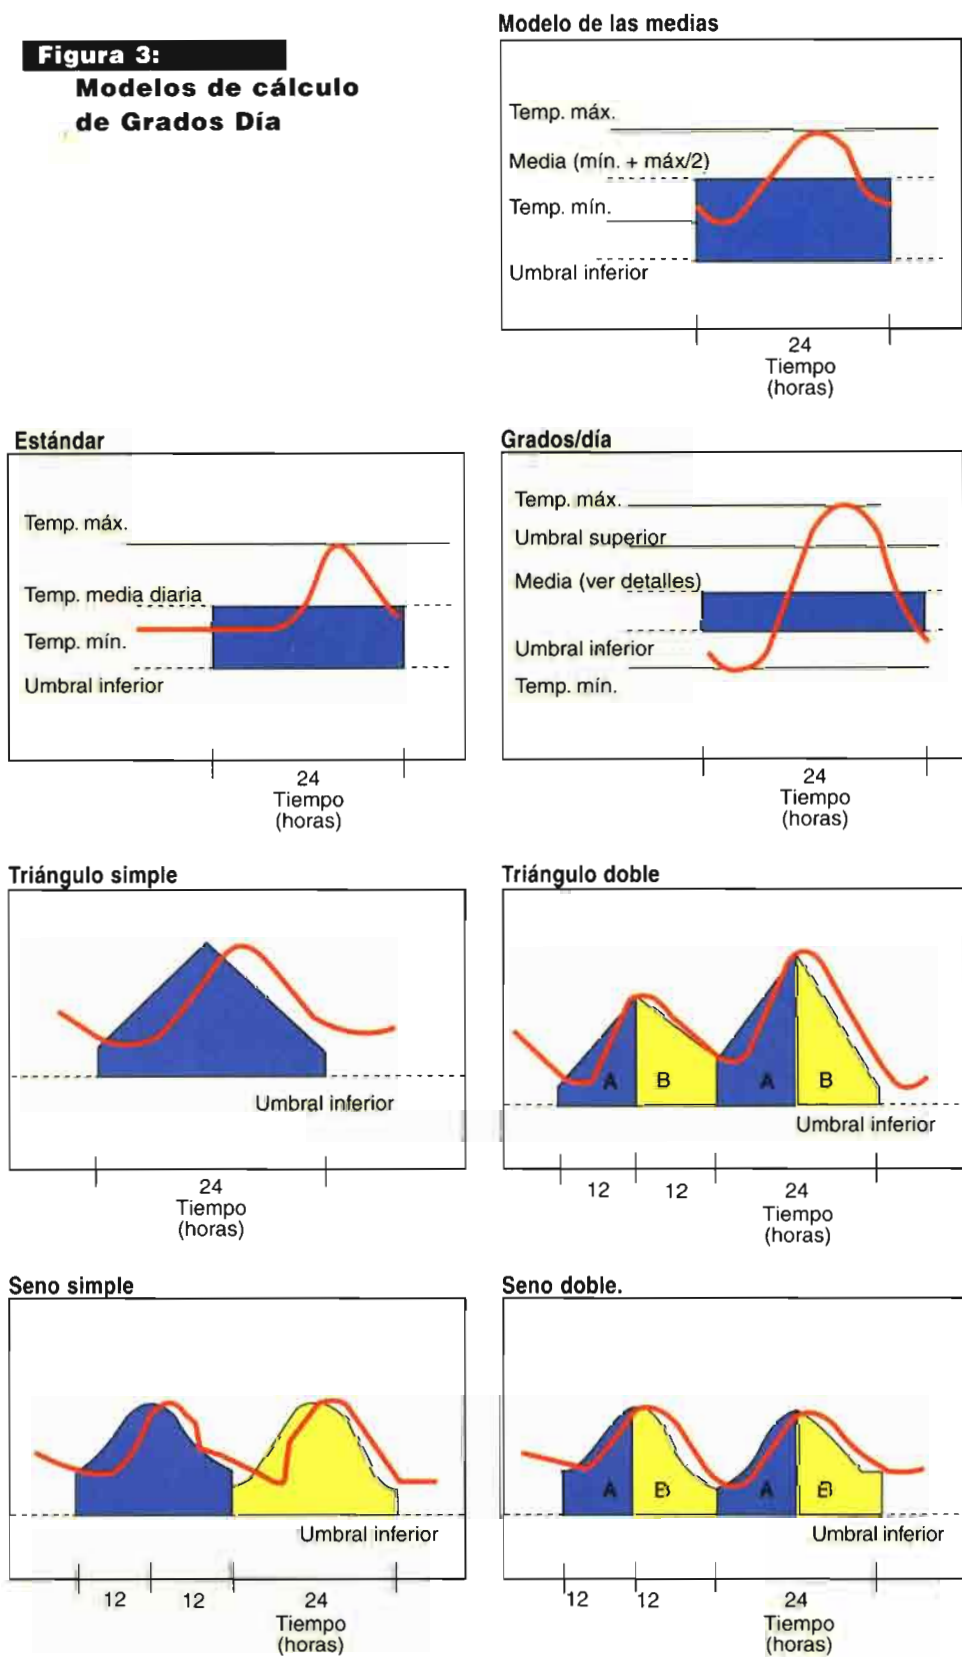 Figura 3:
Modelos de cálculo
de Grados Día
Modelo de las medias
Temp. máx.
Media (mín. + máx/2)
Temp. mín.
Umbral inferior
24
Tiempo
(horas)
Estándar
Temp. máx.
Temp. media diaria
Temp. mín.
Umbral inferior
24
Tiempo
(horas)
Grados/día
Temp. máx.
Umbral superior
Media (ver detalles)
Umbral inferior
Temp. mín.
24
Tiempo
(horas)
Triángulo simple
Umbral inferior
24
Tiempo
(horas)
Triángulo doble
A B A B
Umbral inferior
12 12 24
Tiempo
(horas)
Seno simple
Umbral inferior
12 12 24
Tiempo
(horas)
Seno doble.
A B A B
Umbral inferior
12 12 24
Tiempo
(horas)